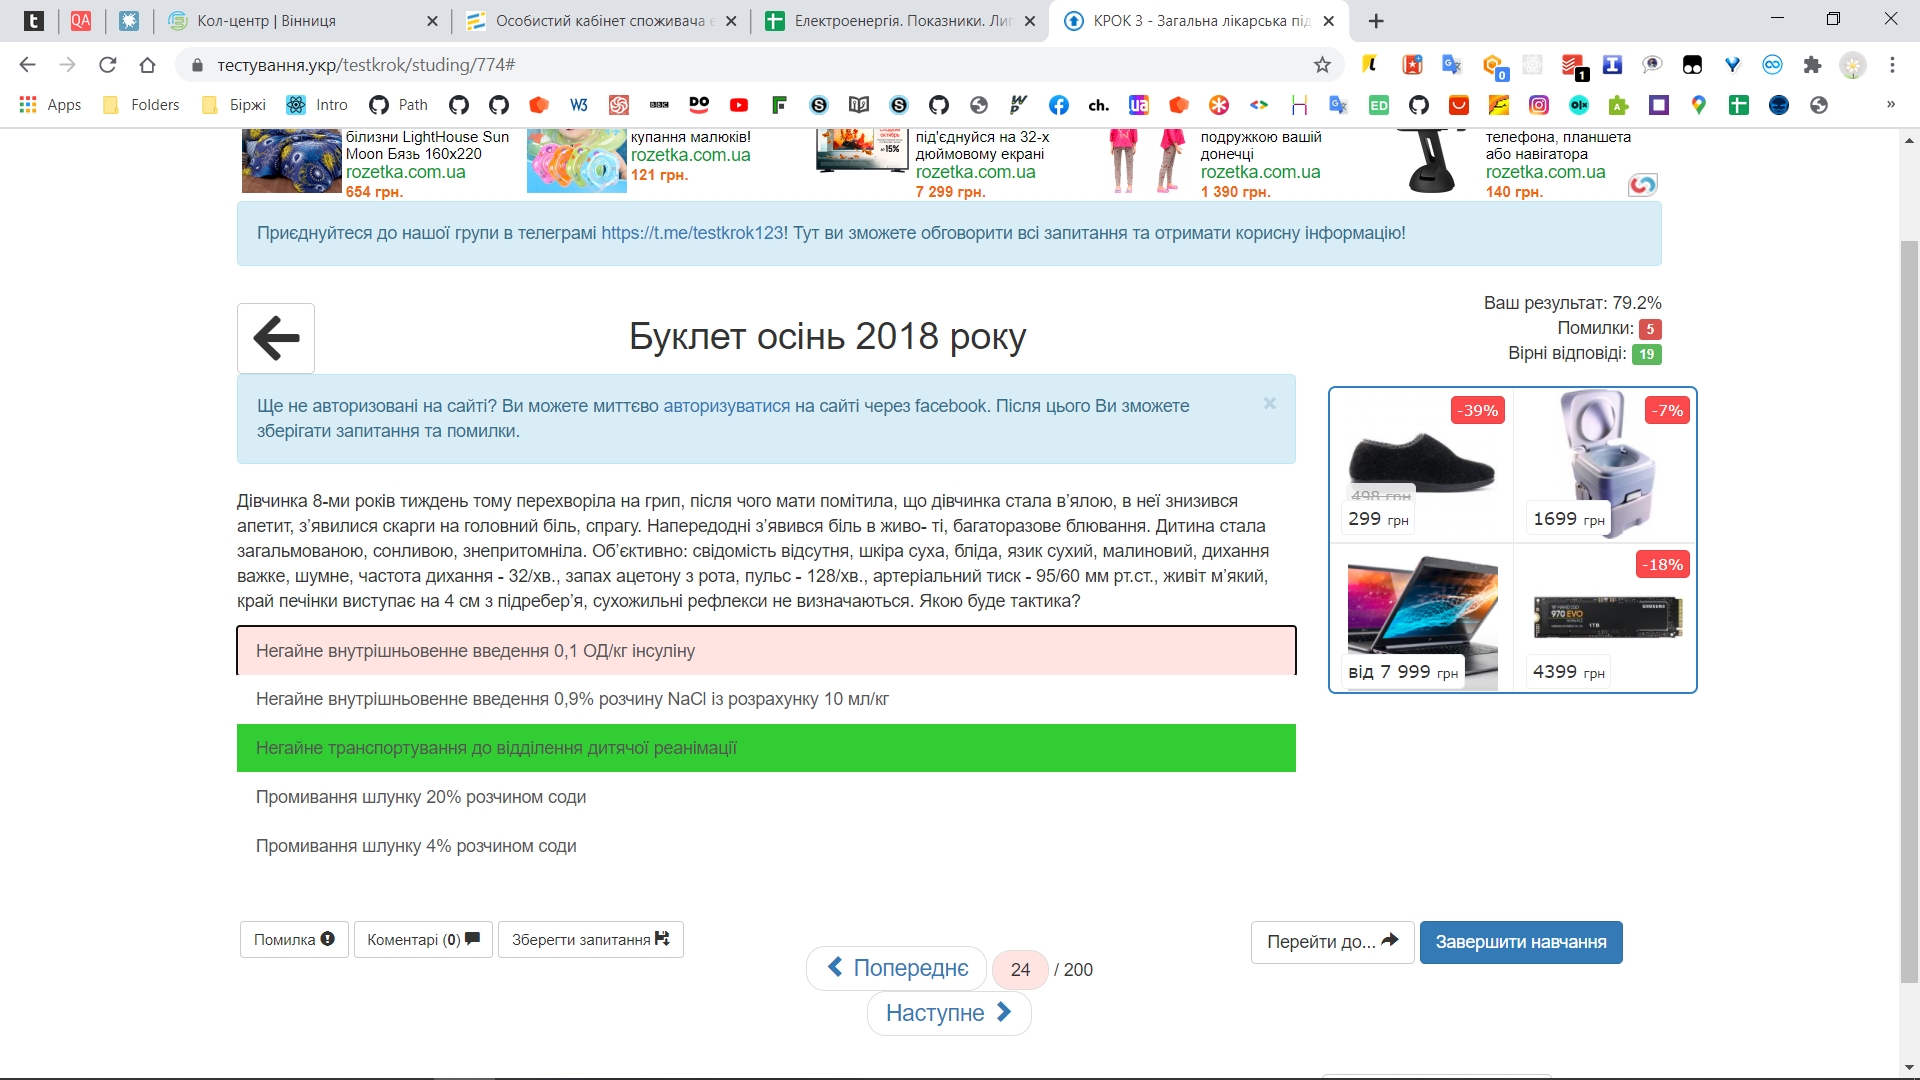 Кол-центр | Вінниця
Особистий кабінет споживача е
Електроенергія. Показники. Лип
КРОК 3 - Загальна лікарська під
тестування.укр/testkrok/studing/774#
Apps
Folders
Біржі
Intro
Path
білизни LightHouse Sun
Moon Бязь 160x220
rozetka.com.ua
654 грн.
купання малюків!
rozetka.com.ua
121 грн.
під'єднуйся на 32-х
дюймовому екрані
rozetka.com.ua
7 299 грн.
подружкою вашій
донечці
rozetka.com.ua
1 390 грн.
телефона, планшета
або навігатора
rozetka.com.ua
140 грн.
Приєднуйтеся до нашої групи в телеграмі https://t.me/testkrok123! Тут ви зможете обговорити всі запитання та отримати корисну інформацію!
Буклет осінь 2018 року
Ваш результат: 79.2%
Помилки: 5
Вірні відповіді: 19
Ще не авторизовані на сайті? Ви можете миттєво авторизуватися на сайті через facebook. Після цього Ви зможете
зберігати запитання та помилки.
×
-39%
498 грн
299 грн
-7%
1699 грн
від 7 999 грн
-18%
4399 грн
Дівчинка 8-ми років тиждень тому перехворіла на грип, після чого мати помітила, що дівчинка стала в’ялою, в неї знизився
апетит, з’явилися скарги на головний біль, спрагу. Напередодні з’явився біль в живо- ті, багаторазове блювання. Дитина стала
загальмованою, сонливою, знепритомніла. Об’єктивно: свідомість відсутня, шкіра суха, бліда, язик сухий, малиновий, дихання
важке, шумне, частота дихання - 32/хв., запах ацетону з рота, пульс - 128/хв., артеріальний тиск - 95/60 мм рт.ст., живіт м’який,
край печінки виступає на 4 см з підребер’я, сухожильні рефлекси не визначаються. Якою буде тактика?
Негайне внутрішньовенне введення 0,1 ОД/кг інсуліну
Негайне внутрішньовенне введення 0,9% розчину NaCl із розрахунку 10 мл/кг
Негайне транспортування до відділення дитячої реанімації
Промивання шлунку 20% розчином соди
Промивання шлунку 4% розчином соди
Помилка
Коментарі (0)
Зберегти запитання
Перейти до...
Завершити навчання
Попереднє
24 / 200
Наступне